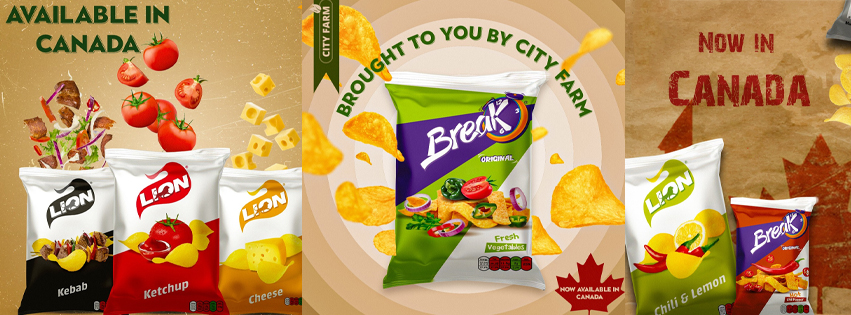 AVAILABLE IN
CANADA
LION
Kebab
LION
Ketchup
LION
Cheese
CITY FARM
BROUGHT TO YOU BY CITY FARM
Break
ORIGINAL
Fresh
Vegetables
NOW AVAILABLE IN
CANADA
NOW IN
CANADA
LION
Chili & Lemon
Break
ORIGINAL